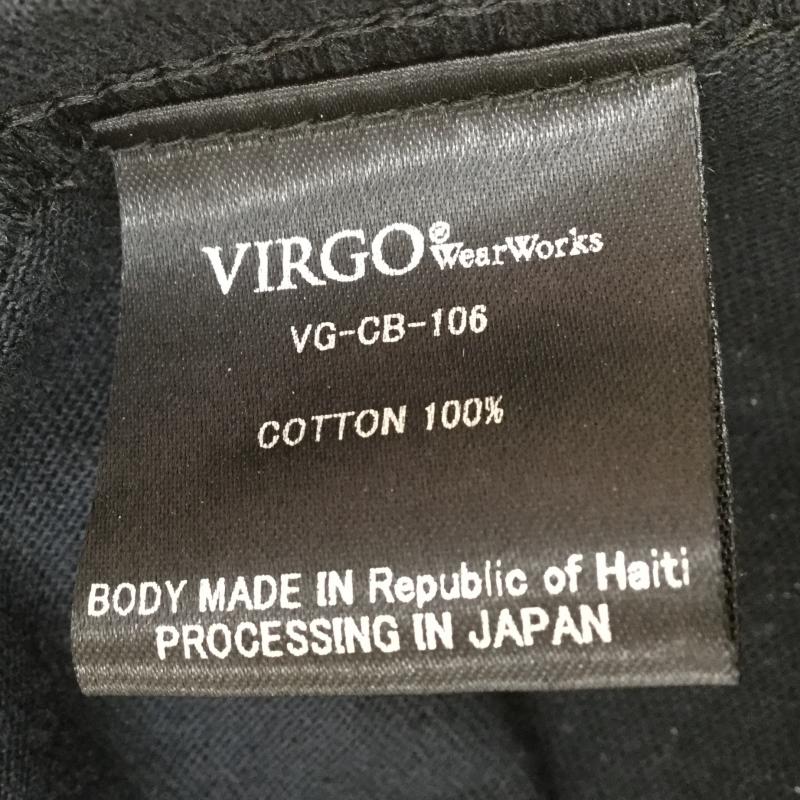 VIRGO® WearWorks
VG-CB-106
COTTON 100%
BODY MADE IN Republic of Haiti
PROCESSING IN JAPAN